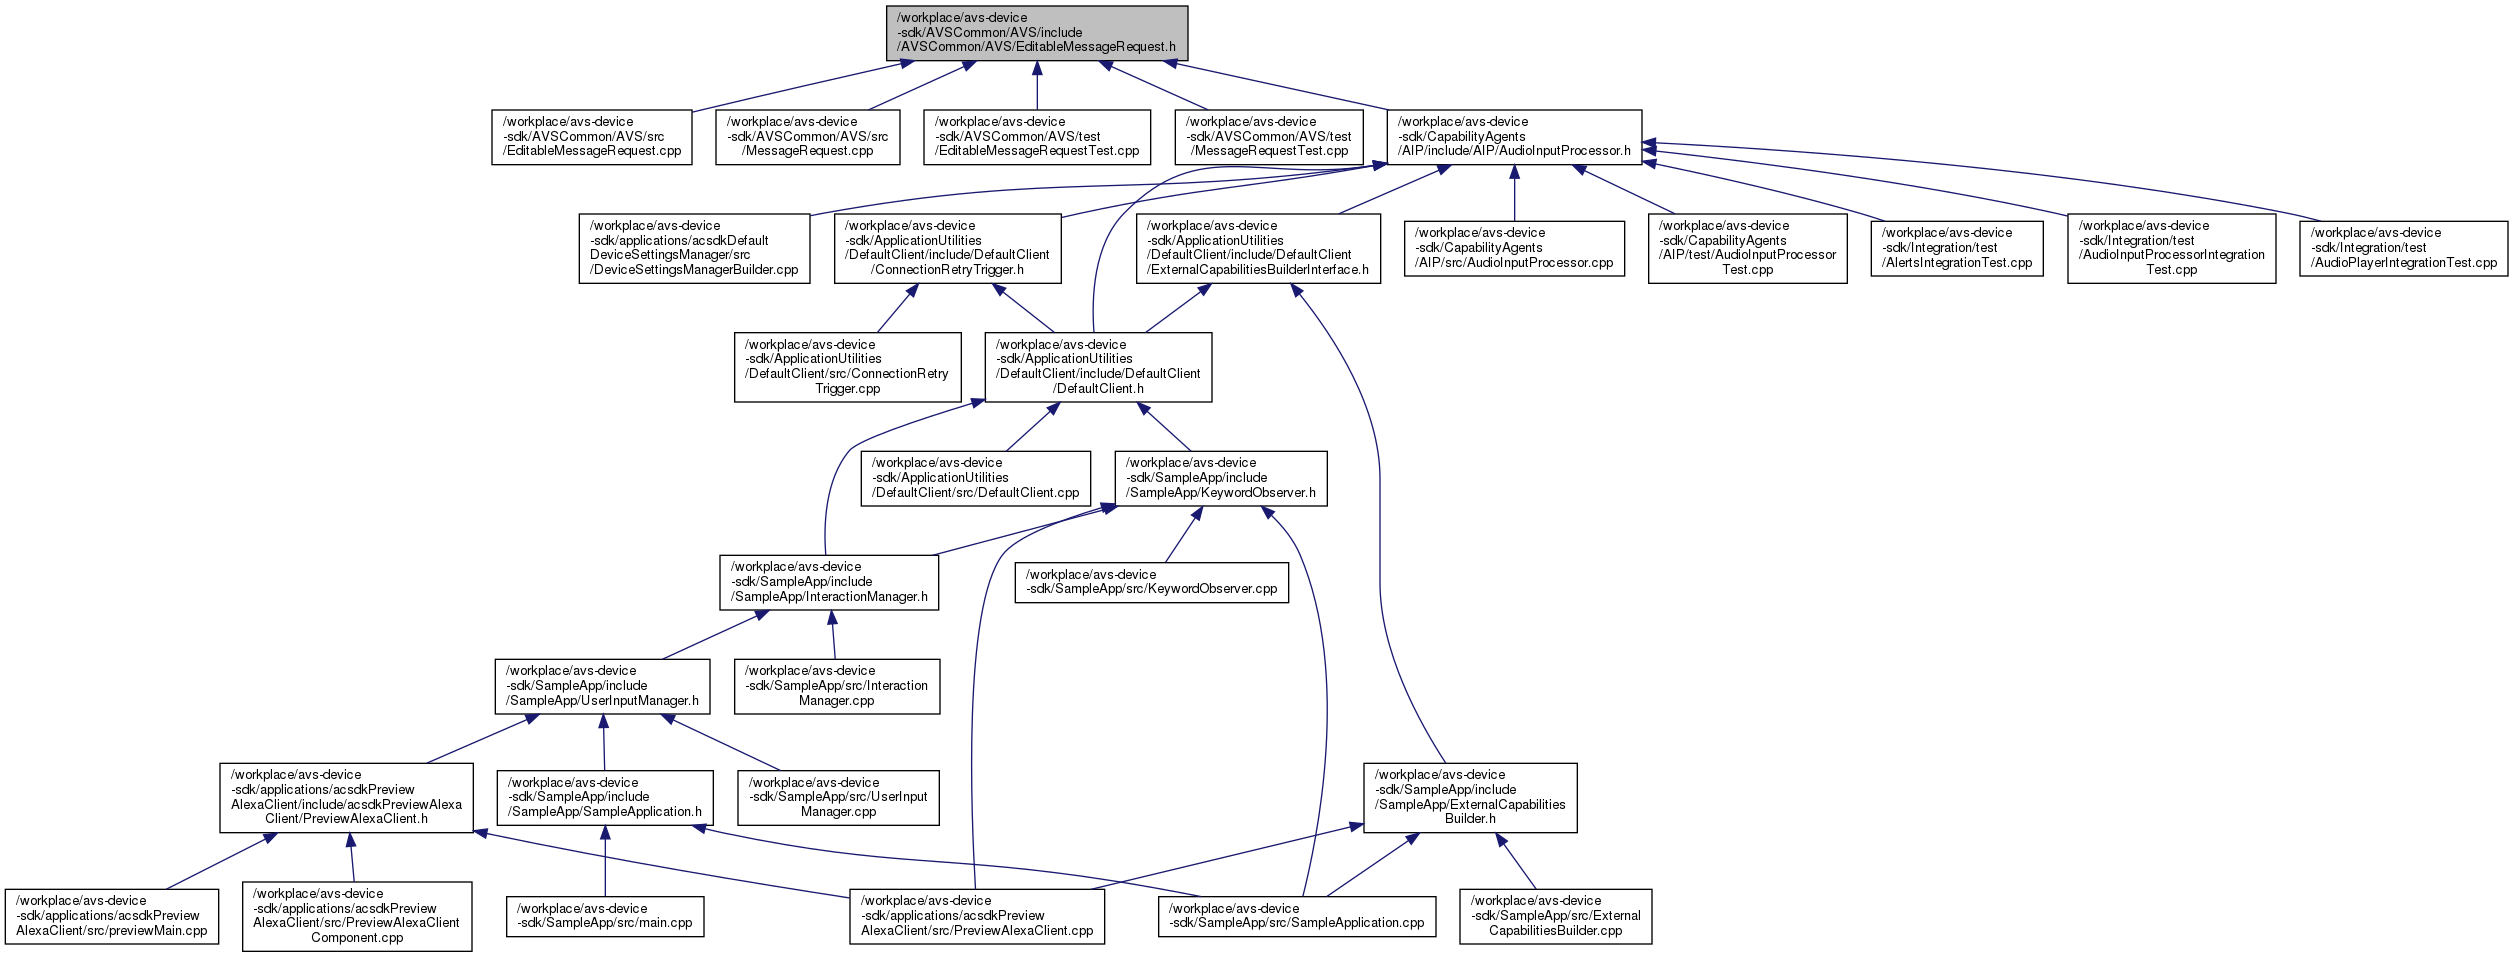 /workplace/avs-device
-sdk/AVSCommon/AVS/include
/AVSCommon/AVS/EditableMessageRequest.h
/workplace/avs-device
-sdk/AVSCommon/AVS/src
/EditableMessageRequest.cpp
/workplace/avs-device
-sdk/AVSCommon/AVS/src
/MessageRequest.cpp
/workplace/avs-device
-sdk/AVSCommon/AVS/test
/EditableMessageRequestTest.cpp
/workplace/avs-device
-sdk/AVSCommon/AVS/test
/MessageRequestTest.cpp
/workplace/avs-device
-sdk/CapabilityAgents
/AIP/include/AIP/AudioInputProcessor.h
/workplace/avs-device
-sdk/applications/acsdkDefault
DeviceSettingsManager/src
/DeviceSettingsManagerBuilder.cpp
/workplace/avs-device
-sdk/ApplicationUtilities
/DefaultClient/include/DefaultClient
/ConnectionRetryTrigger.h
/workplace/avs-device
-sdk/ApplicationUtilities
/DefaultClient/include/DefaultClient
/ExternalCapabilitiesBuilderInterface.h
/workplace/avs-device
-sdk/CapabilityAgents
/AIP/src/AudioInputProcessor.cpp
/workplace/avs-device
-sdk/CapabilityAgents
/AIP/test/AudioInputProcessor
Test.cpp
/workplace/avs-device
-sdk/Integration/test
/AlertsIntegrationTest.cpp
/workplace/avs-device
-sdk/Integration/test
/AudioInputProcessorIntegration
Test.cpp
/workplace/avs-device
-sdk/Integration/test
/AudioPlayerIntegrationTest.cpp
/workplace/avs-device
-sdk/ApplicationUtilities
/DefaultClient/src/ConnectionRetry
Trigger.cpp
/workplace/avs-device
-sdk/ApplicationUtilities
/DefaultClient/include/DefaultClient
/DefaultClient.h
/workplace/avs-device
-sdk/ApplicationUtilities
/DefaultClient/src/DefaultClient.cpp
/workplace/avs-device
-sdk/SampleApp/include
/SampleApp/KeywordObserver.h
/workplace/avs-device
-sdk/SampleApp/include
/SampleApp/InteractionManager.h
/workplace/avs-device
-sdk/SampleApp/src/KeywordObserver.cpp
/workplace/avs-device
-sdk/SampleApp/include
/SampleApp/UserInputManager.h
/workplace/avs-device
-sdk/SampleApp/src/Interaction
Manager.cpp
/workplace/avs-device
-sdk/applications/acsdkPreview
AlexaClient/include/acsdkPreviewAlexa
Client/PreviewAlexaClient.h
/workplace/avs-device
-sdk/SampleApp/include
/SampleApp/SampleApplication.h
/workplace/avs-device
-sdk/SampleApp/src/UserInput
Manager.cpp
/workplace/avs-device
-sdk/SampleApp/include
/SampleApp/ExternalCapabilities
Builder.h
/workplace/avs-device
-sdk/applications/acsdkPreview
AlexaClient/src/previewMain.cpp
/workplace/avs-device
-sdk/applications/acsdkPreview
AlexaClient/src/PreviewAlexaClient
Component.cpp
/workplace/avs-device
-sdk/SampleApp/src/main.cpp
/workplace/avs-device
-sdk/applications/acsdkPreview
AlexaClient/src/PreviewAlexaClient.cpp
/workplace/avs-device
-sdk/SampleApp/src/SampleApplication.cpp
/workplace/avs-device
-sdk/SampleApp/src/External
CapabilitiesBuilder.cpp